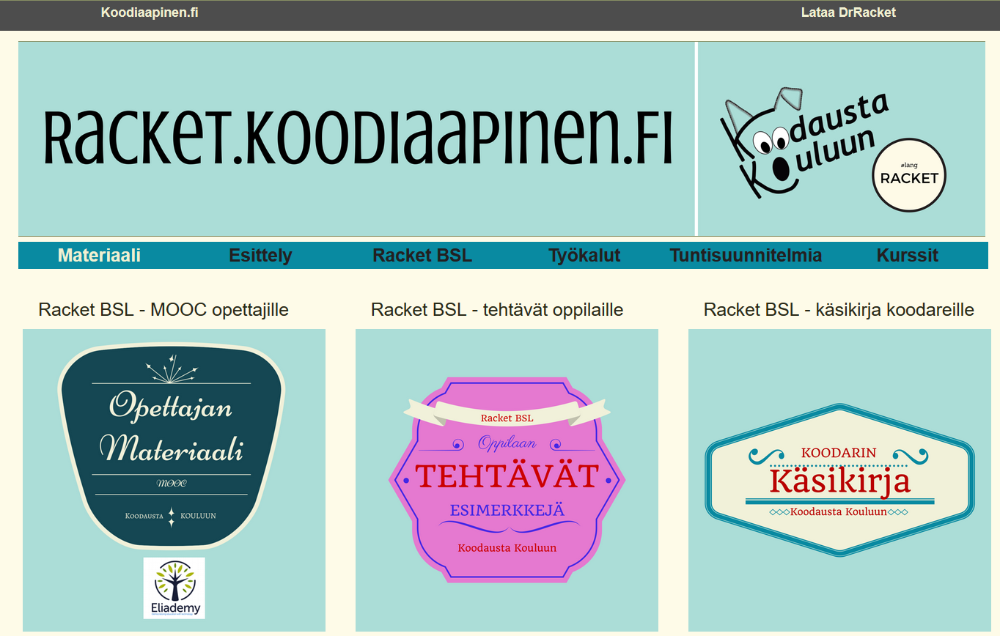 Koodiaapinen.fi
Lataa DrRacket
Racket.Koodiaapinen.fi
Koodausta
Kouluun
#lang
RACKET
Materiaali Esittely Racket BSL Työkalut Tuntisuunnitelmia Kurssit
Racket BSL - MOOC opettajille
Opettajan
Materiaali
MOOC
Koodausta KOULUUN
Eliademy
Racket BSL - tehtävät oppilaille
Racket BSL
Oppilaan
TEHTÄVÄT
ESIMERKKEJÄ
Koodausta Kouluun
Racket BSL - käsikirja koodareille
KOODARIN
Käsikirja
Koodausta Kouluun